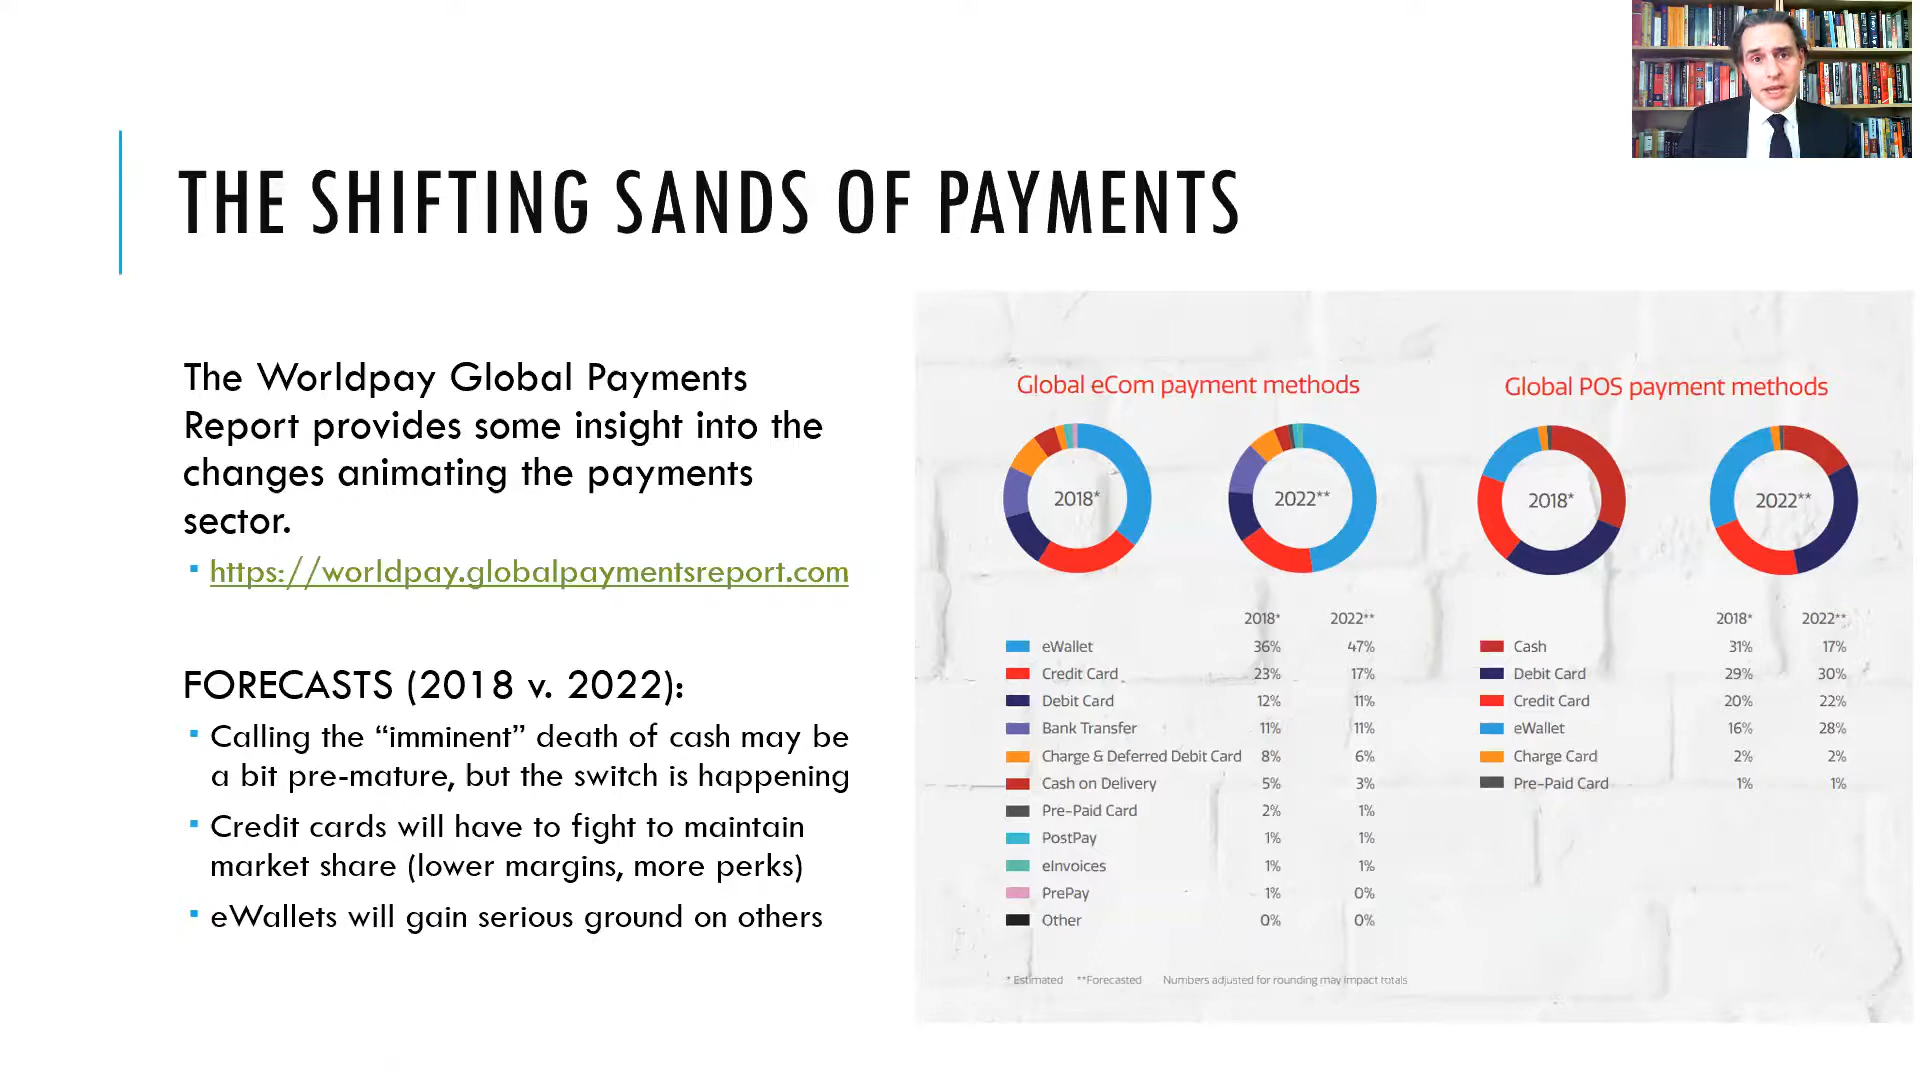 THE SHIFTING SANDS OF PAYMENTS
The Worldpay Global Payments
Report provides some insight into the
changes animating the payments
sector.
https://worldpay.globalpaymentsreport.com
FORECASTS (2018 v. 2022):
Calling the “imminent” death of cash may be
a bit pre-mature, but the switch is happening
Credit cards will have to fight to maintain
market share (lower margins, more perks)
eWallets will gain serious ground on others
Global eCom payment methods
2018*
2022**
2018* 2022**
eWallet 36% 47%
Credit Card 23% 17%
Debit Card 12% 11%
Bank Transfer 11% 11%
Charge & Deferred Debit Card 8% 6%
Cash on Delivery 5% 3%
Pre-Paid Card 2% 1%
PostPay 1% 1%
eInvoices 1% 1%
PrePay 1% 0%
Other 0% 0%
Global POS payment methods
2018*
2022**
2018* 2022**
Cash 31% 17%
Debit Card 29% 30%
Credit Card 20% 22%
eWallet 16% 28%
Charge Card 2% 2%
Pre-Paid Card 1% 1%
* Estimated **Forecasted Numbers adjusted for rounding may impact totals